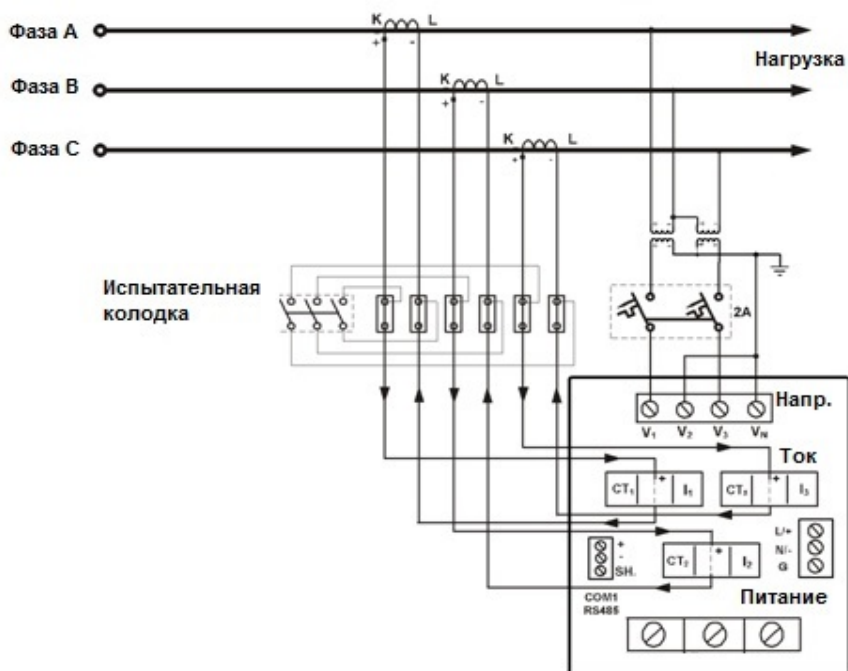 K L
Фаза А
+ -
Нагрузка
K L
Фаза В
+ -
K L
Фаза С
+ -
Испытательная
колодка
2A
Напр.
V1 V2 V3 VN
Ток
CT1 + I1
CT3 + I3
L/+
N/-
G
+
-
SH.
CT2 + I2
COM1
RS485
Питание